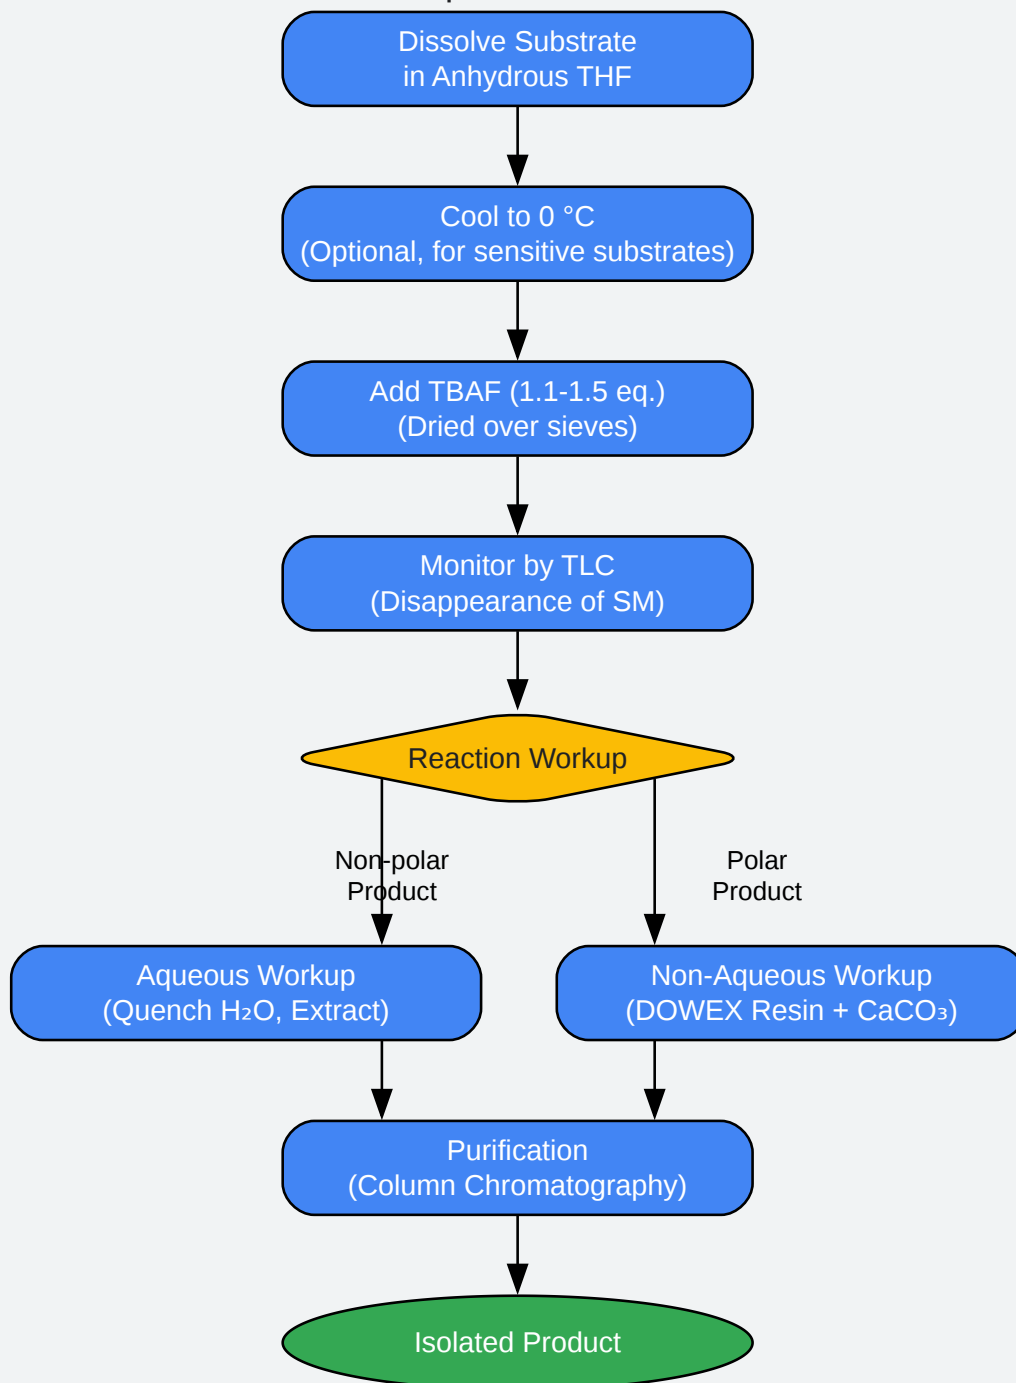 Dissolve Substrate
in Anhydrous THF
Cool to 0 °C
(Optional, for sensitive substrates)
Add TBAF (1.1-1.5 eq.)
(Dried over sieves)
Monitor by TLC
(Disappearance of SM)
Reaction Workup
Non-polar
Product
Polar
Product
Aqueous Workup
(Quench H₂O, Extract)
Non-Aqueous Workup
(DOWEX Resin + CaCO₃)
Purification
(Column Chromatography)
Isolated Product